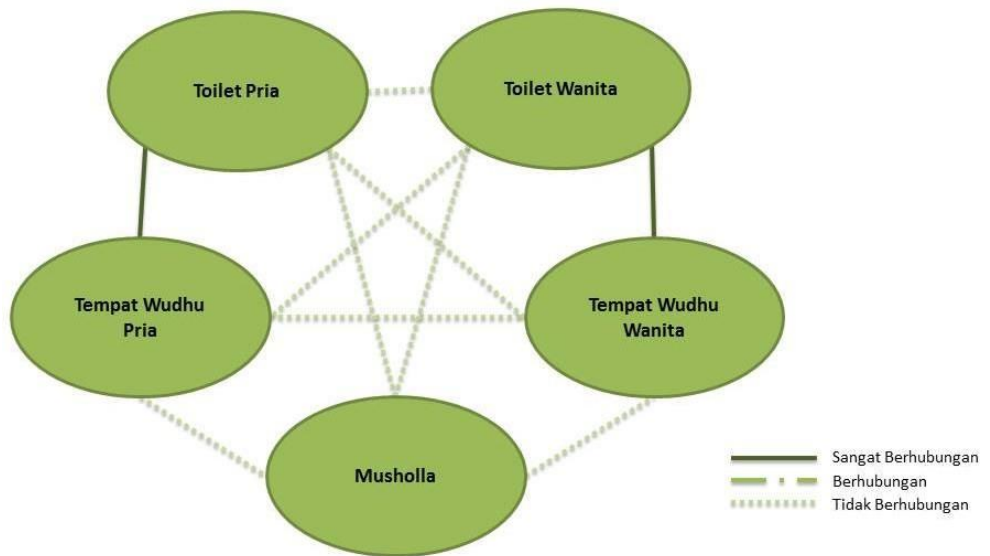 Toilet Pria
Toilet Wanita
Tempat Wudhu
Pria
Tempat Wudhu
Wanita
Musholla
Sangat Berhubungan
Berhubungan
Tidak Berhubungan